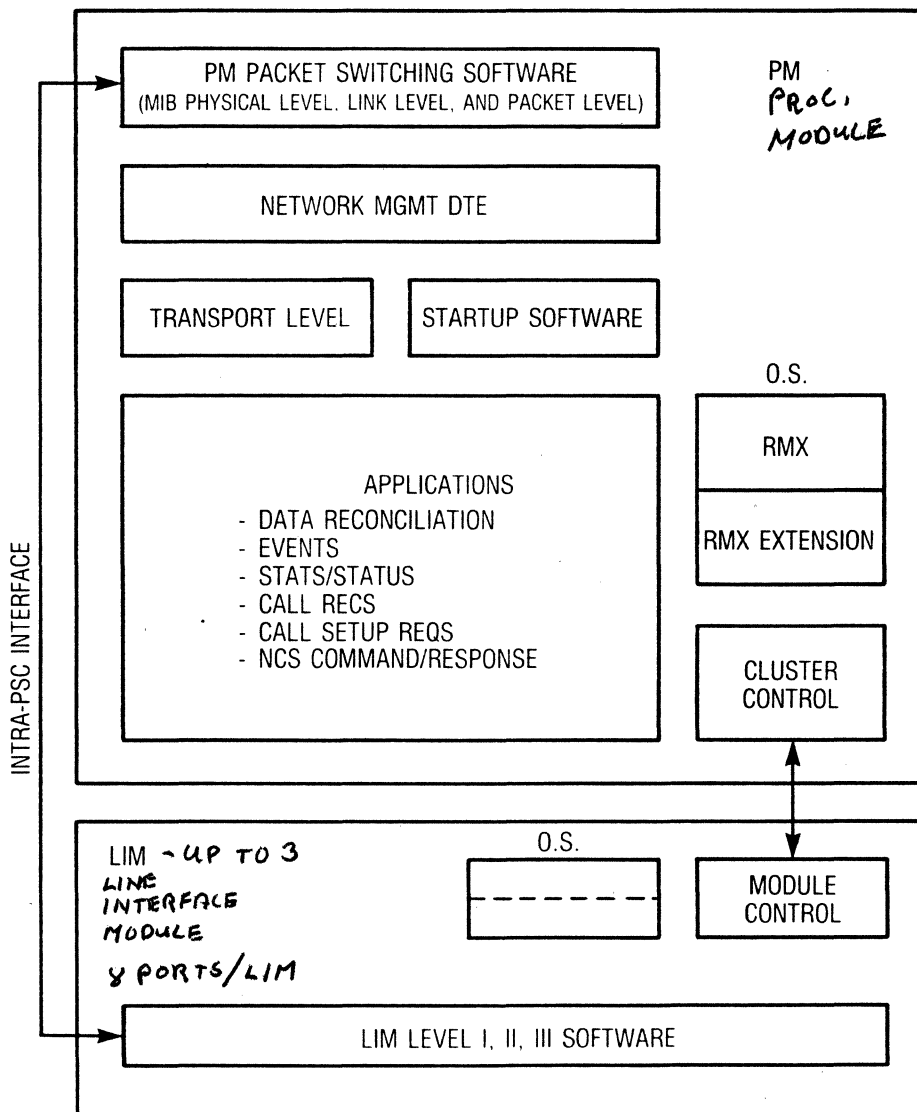 PM PACKET SWITCHING SOFTWARE
(MIB PHYSICAL LEVEL, LINK LEVEL, AND PACKET LEVEL)
PM
PROC.
MODULE
NETWORK MGMT DTE
TRANSPORT LEVEL
STARTUP SOFTWARE
O.S.
RMX
RMX EXTENSION
APPLICATIONS
- DATA RECONCILIATION
- EVENTS
- STATS/STATUS
- CALL RECS
- CALL SETUP REQS
- NCS COMMAND/RESPONSE
CLUSTER
CONTROL
INTRA-PSC INTERFACE
LIM - UP TO 3
LINE
INTERFACE
MODULE
8 PORTS/LIM
O.S.
MODULE
CONTROL
LIM LEVEL I, II, III SOFTWARE